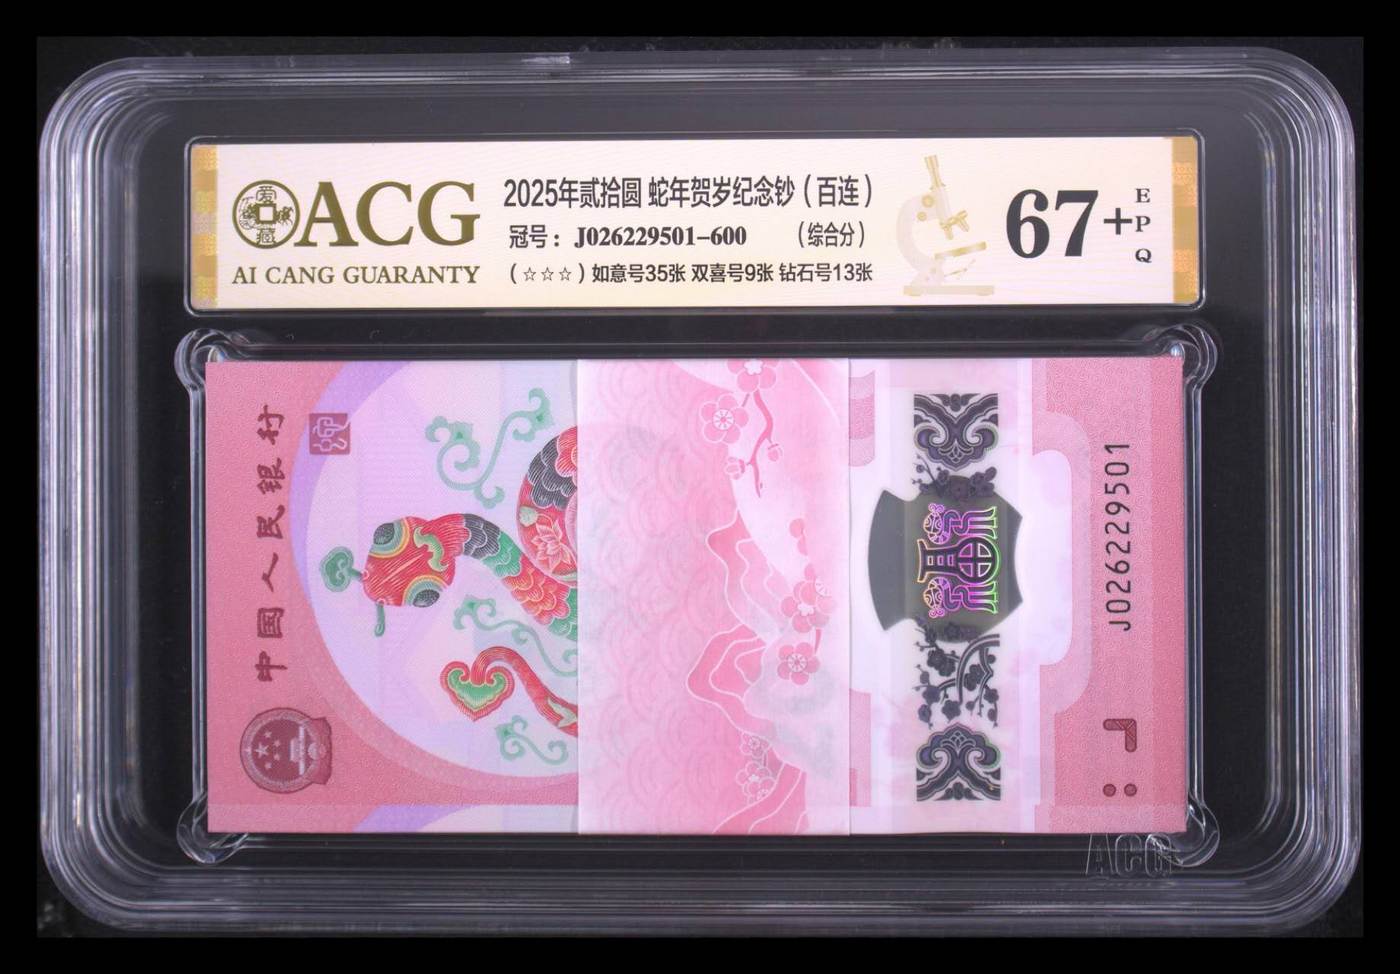 ACG
AI CANG GUARANTY
2025年贰拾圆 蛇年贺岁纪念钞（百连）
冠号：J026229501-600 （综合分）
（☆☆☆）如意号35张 双喜号9张 钻石号13张
67+
EPQ
中国人民银行
J026229501
ACG